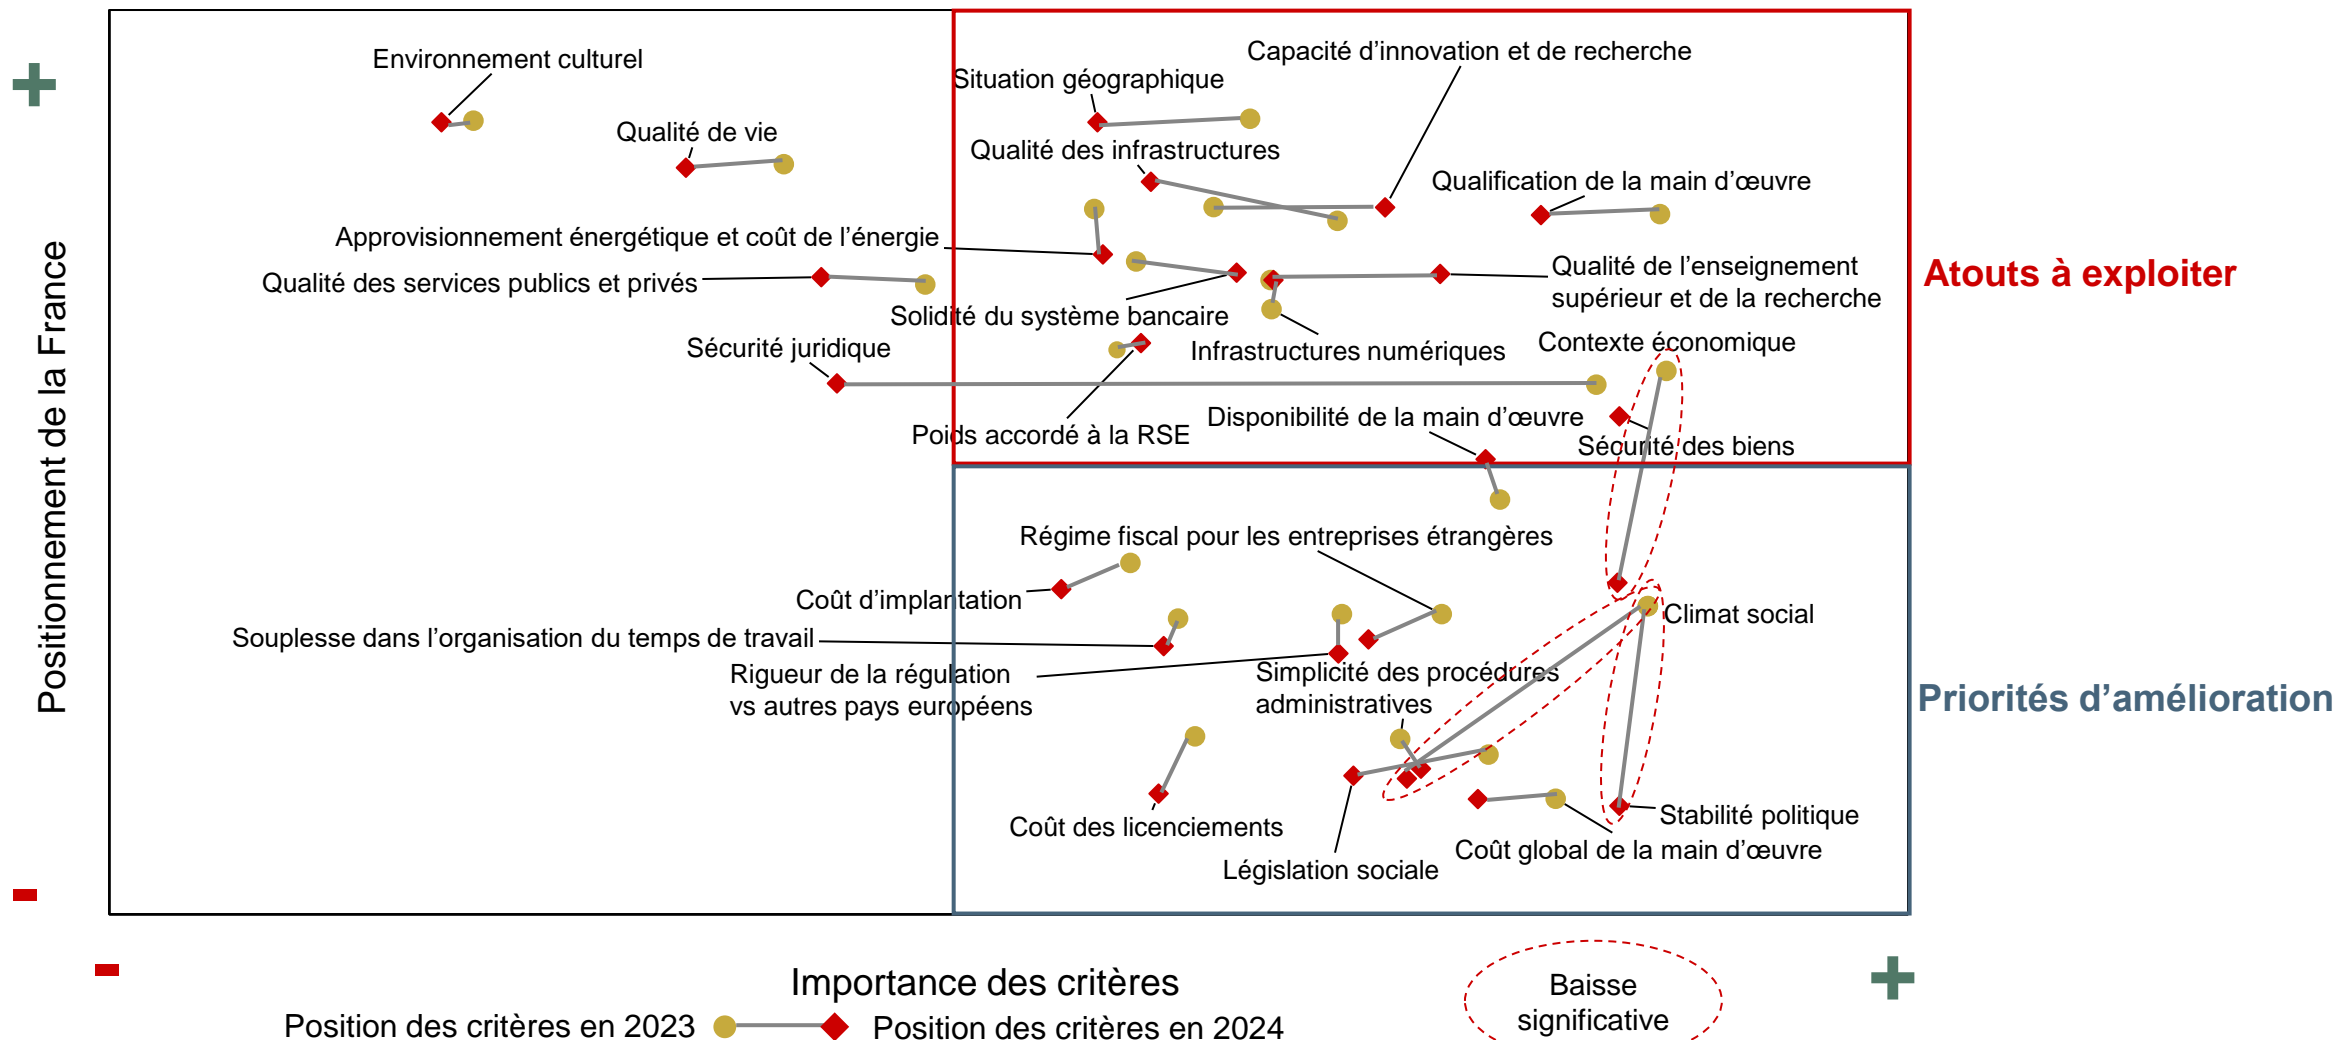 +
Environnement culturel
Capacité d’innovation et de recherche
Situation géographique
Qualité de vie
Qualité des infrastructures
Qualification de la main d’œuvre
Approvisionnement énergétique et coût de l’énergie
Qualité des services publics et privés
Qualité de l’enseignement
supérieur et de la recherche
Atouts à exploiter
Solidité du système bancaire
Sécurité juridique
Infrastructures numériques
Contexte économique
Poids accordé à la RSE
Disponibilité de la main d’œuvre
Sécurité des biens
Positionnement de la France
Régime fiscal pour les entreprises étrangères
Coût d’implantation
Climat social
Souplesse dans l’organisation du temps de travail
Rigueur de la régulation
vs autres pays européens
Simplicité des procédures
administratives
Priorités d’amélioration
Coût des licenciements
Stabilité politique
Coût global de la main d’œuvre
Législation sociale
-
-
Importance des critères
+
Baisse
significative
Position des critères en 2023
Position des critères en 2024